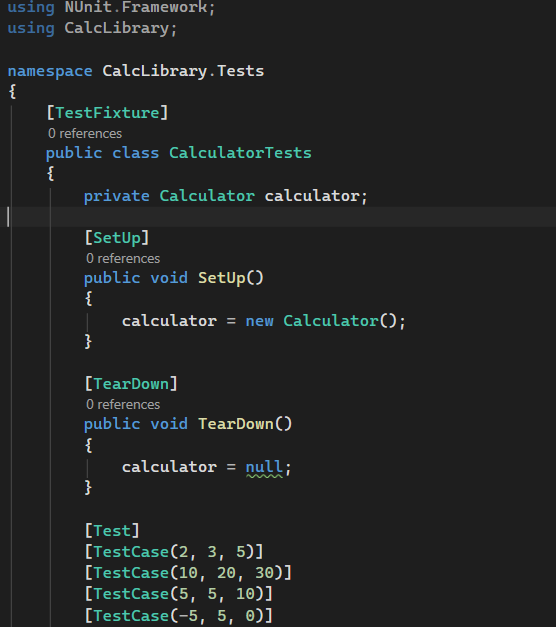 using NUnit.Framework;
using CalcLibrary;
namespace CalcLibrary.Tests
{
[TestFixture]
0 references
public class CalculatorTests
{
private Calculator calculator;
[SetUp]
0 references
public void SetUp()
{
calculator = new Calculator();
}
[TearDown]
0 references
public void TearDown()
{
calculator = null;
}
[Test]
[TestCase(2, 3, 5)]
[TestCase(10, 20, 30)]
[TestCase(5, 5, 10)]
[TestCase(-5, 5, 0)]